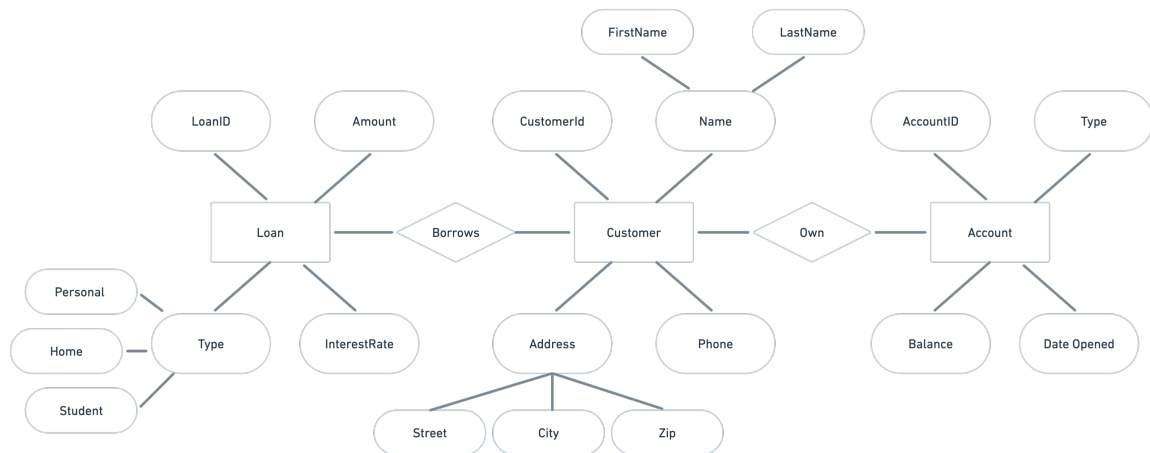 FirstName
LastName
LoanID
Amount
CustomerId
Name
AccountID
Type
Loan
Borrows
Customer
Own
Account
Personal
Home
Student
Type
InterestRate
Address
Phone
Balance
Date Opened
Street
City
Zip